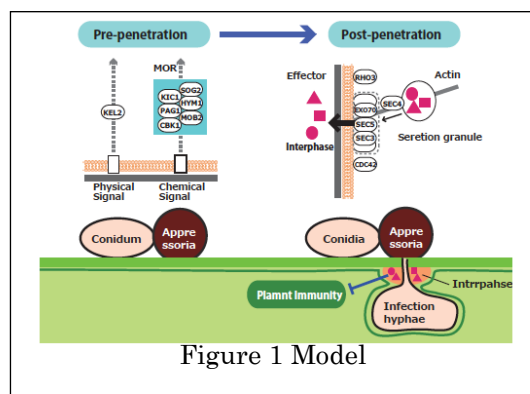 Pre-penetration
Post-penetration
MOR
KEL2
KIC1
SOG2
PAG1
HYM1
CBK1
MOB2
Physical
Signal
Chemical
Signal
Effector
Interphase
RHO3
EXO70
SEC5
SEC3
CDC42
SEC4
Actin
Seretion granule
Conidum
Appre
ssoria
Conidia
Appre
ssoria
Plamnt Immunity
Intrrpahse
Infection
hyphae
Figure 1 Model